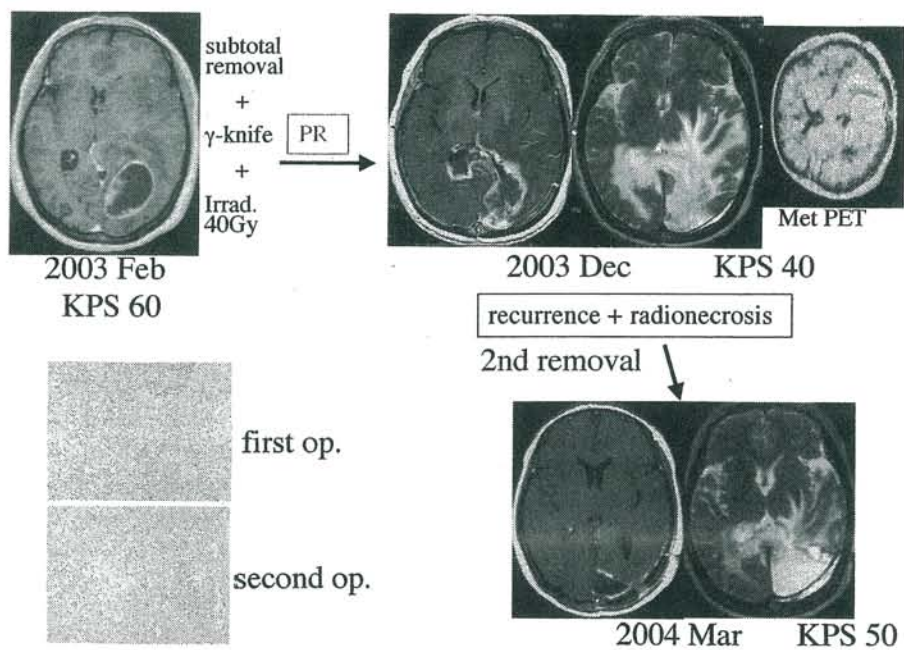 subtotal
removal
+
γ-knife
+
Irrad.
40Gy
PR
Met PET
2003 Feb
KPS 60
2003 Dec
KPS 40
recurrence + radionecrosis
2nd removal
first op.
second op.
2004 Mar
KPS 50